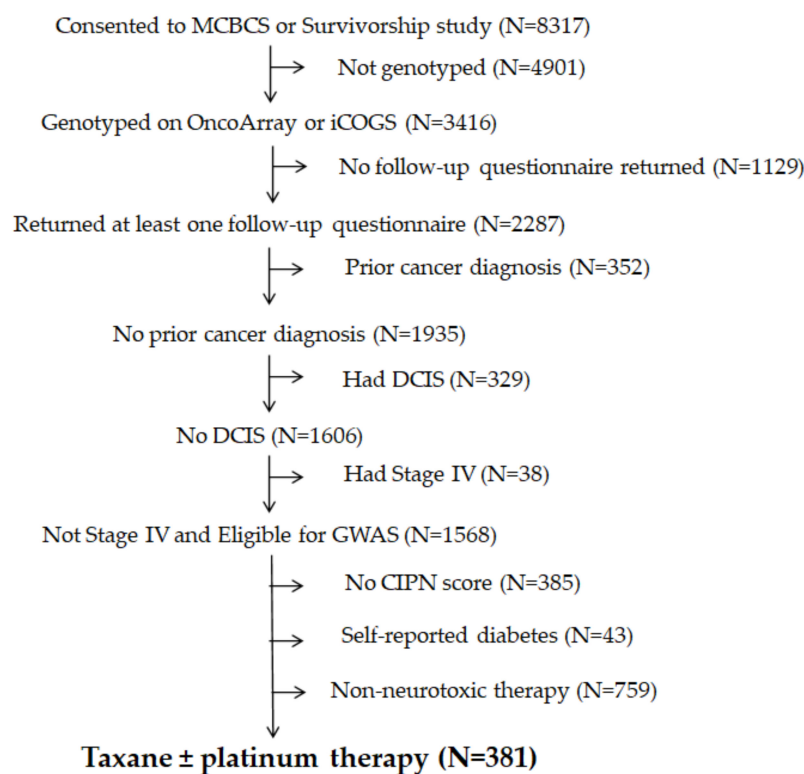 Consented to MCBCS or Survivorship study (N=8317)
Not genotyped (N=4901)
Genotyped on OncoArray or iCOGS (N=3416)
No follow-up questionnaire returned (N=1129)
Returned at least one follow-up questionnaire (N=2287)
Prior cancer diagnosis (N=352)
No prior cancer diagnosis (N=1935)
Had DCIS (N=329)
No DCIS (N=1606)
Had Stage IV (N=38)
Not Stage IV and Eligible for GWAS (N=1568)
No CIPN score (N=385)
Self-reported diabetes (N=43)
Non-neurotoxic therapy (N=759)
Taxane ± platinum therapy (N=381)